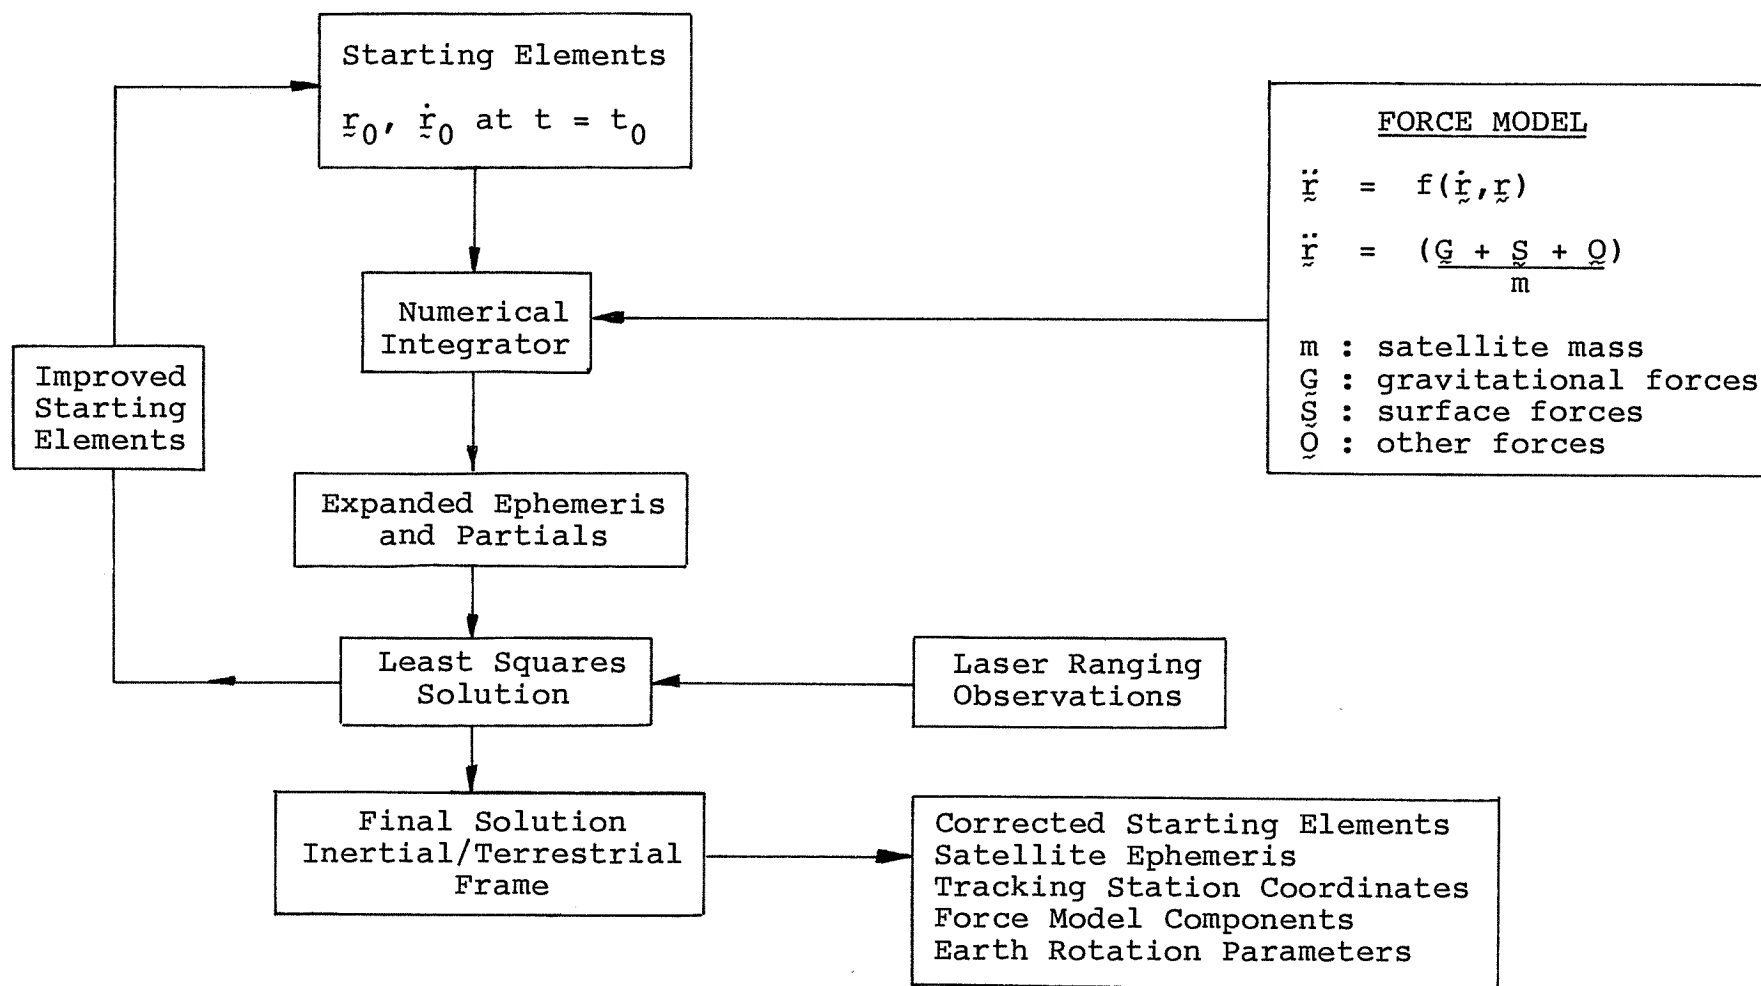 Starting Elements
r̰₀, ṙ̰₀ at t = t₀
FORCE MODEL
r̰̈ = f(ṙ̰,r̰)
r̰̈ = (G̰ + S̰ + O̰)
m
m : satellite mass
G̰ : gravitational forces
S̰ : surface forces
O̰ : other forces
Numerical
Integrator
Improved
Starting
Elements
Expanded Ephemeris
and Partials
Least Squares
Solution
Laser Ranging
Observations
Final Solution
Inertial/Terrestrial
Frame
Corrected Starting Elements
Satellite Ephemeris
Tracking Station Coordinates
Force Model Components
Earth Rotation Parameters